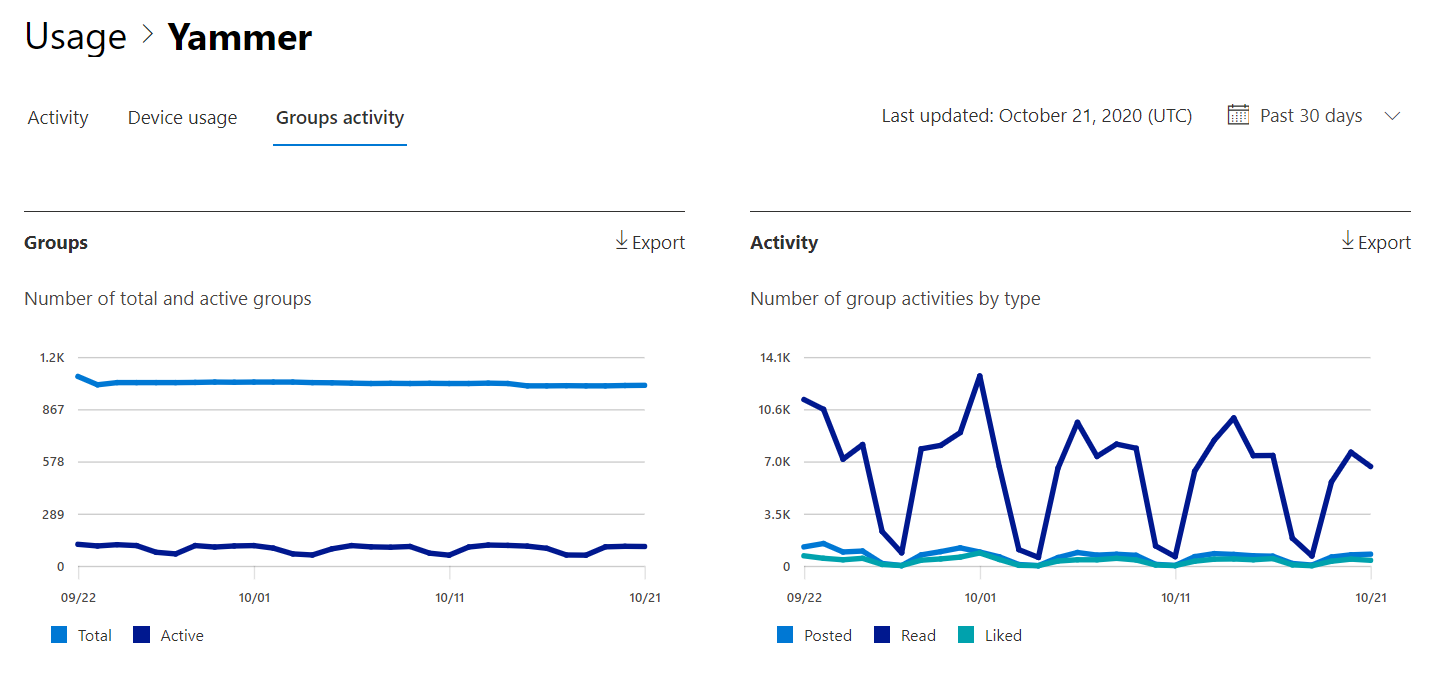 Usage > Yammer
Activity Device usage Groups activity
Last updated: October 21, 2020 (UTC) Past 30 days
Groups Export
Number of total and active groups
1.2K
867
578
289
0
09/22 10/01 10/11 10/21
Total Active
Activity Export
Number of group activities by type
14.1K
10.6K
7.0K
3.5K
0
09/22 10/01 10/11 10/21
Posted Read Liked